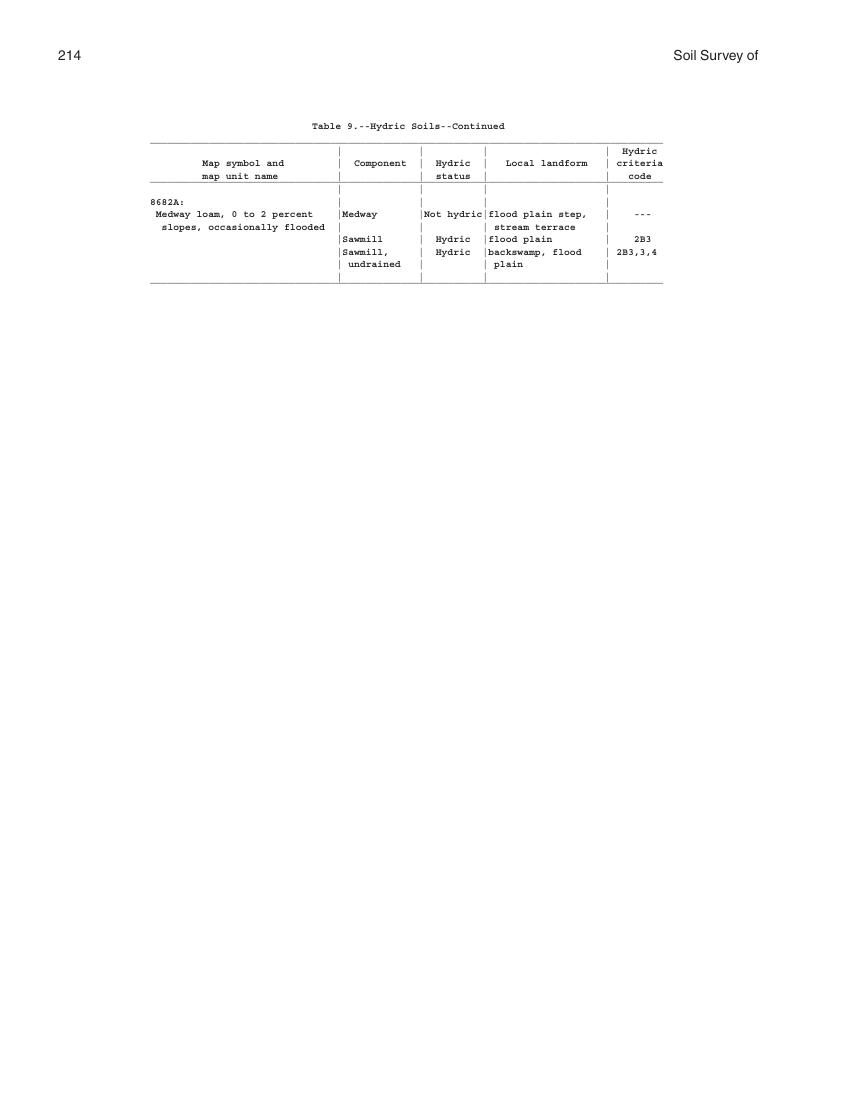 214
Soil Survey of
Table 9.--Hydric Soils--Continued
Hydric
Map symbol and Component Hydric Local landform criteria
map unit name status code
8682A:
Medway loam, 0 to 2 percent Medway Not hydric flood plain step, ---
slopes, occasionally flooded stream terrace
Sawmill Hydric flood plain 2B3
Sawmill, Hydric backswamp, flood 2B3,3,4
undrained plain